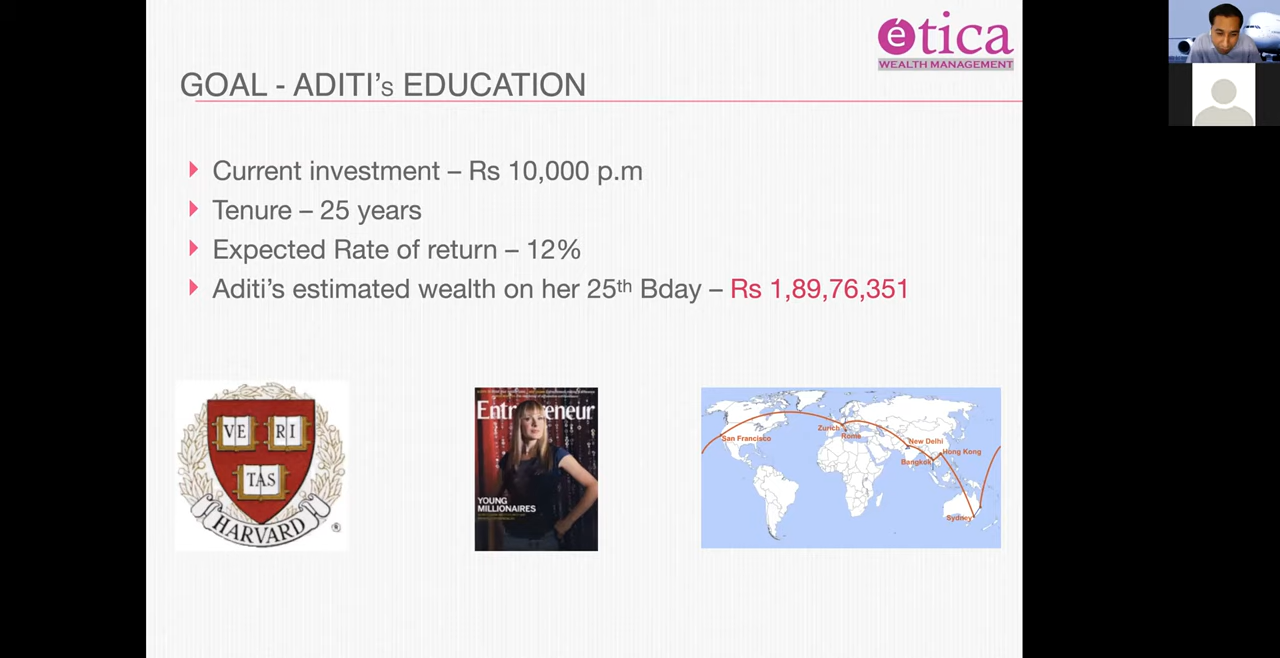 ética
WEALTH MANAGEMENT
GOAL - ADITI's EDUCATION
Current investment – Rs 10,000 p.m
Tenure – 25 years
Expected Rate of return – 12%
Aditi's estimated wealth on her 25th Bday – Rs 1,89,76,351
VE RI
TAS
HARVARD
®
Entrepreneur
YOUNG
MILLIONAIRES
San Francisco
Zurich
Rome
New Delhi
Hong Kong
Bangkok
Sydney